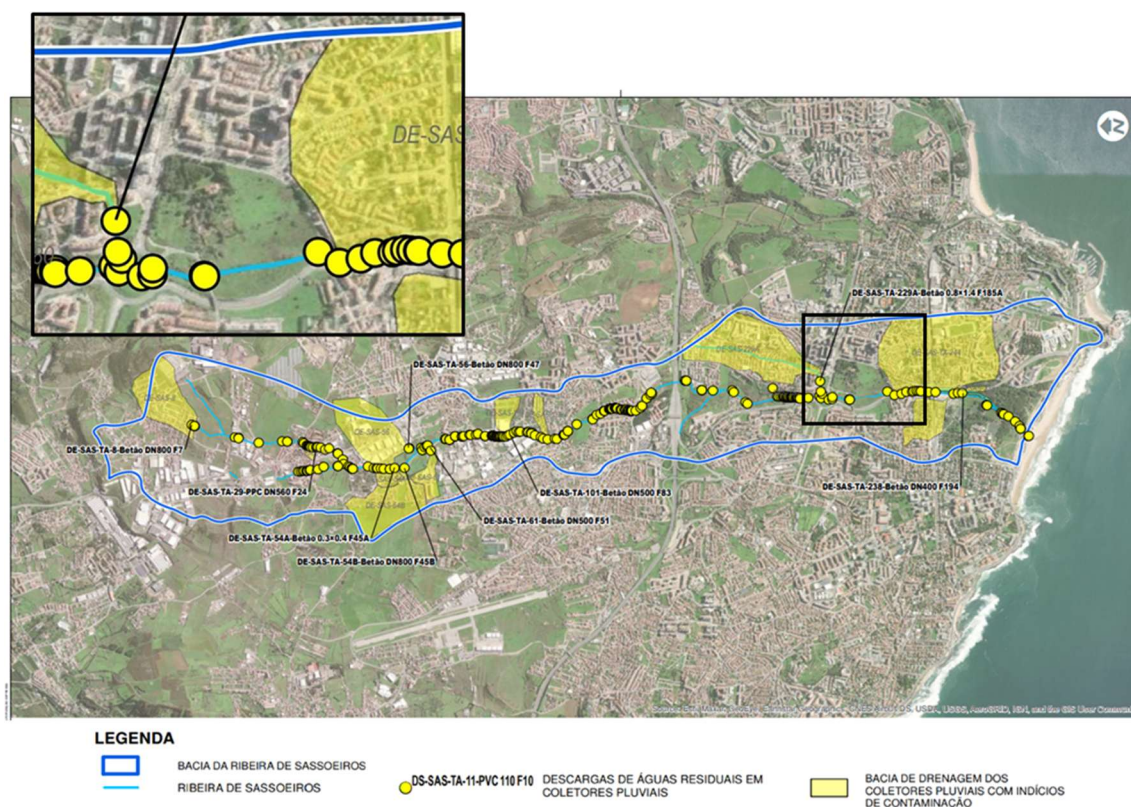 DE-SAS
N
DE-SAS-TA-229A-Betão 0.8×1.4 F185A
DE-SAS-TA-56-Betão DN800 F47
DE-SAS-8
DE-SAS-TA-8-Betão DN800 F7
DE-SAS-TA-29-PPC DN560 F24
DE-SAS-TA-101-Betão DN500 F83
DE-SAS-TA-238-Betão DN400 F194
DE-SAS-TA-61-Betão DN500 F51
DE-SAS-TA-54A-Betão 0.3×0.4 F45A
DE-SAS-TA-54B-Betão DN800 F45B
LEGENDA
BACIA DA RIBEIRA DE SASSOEIROS
RIBEIRA DE SASSOEIROS
DS-SAS-TA-11-PVC 110 F10
DESCARGAS DE ÁGUAS RESIDUAIS EM
COLETORES PLUVIAIS
BACIA DE DRENAGEM DOS
COLETORES PLUVIAIS COM INDÍCIOS
DE CONTAMINAÇÃO